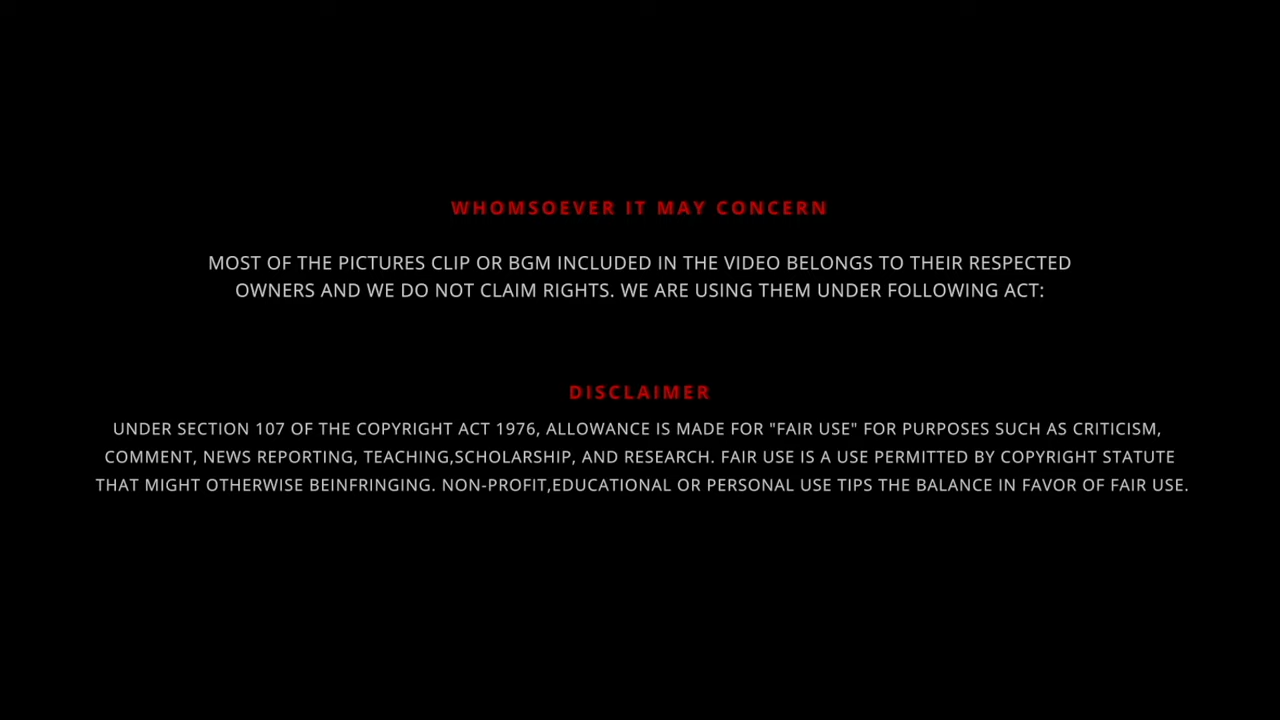 WHOMSOEVER IT MAY CONCERN
MOST OF THE PICTURES CLIP OR BGM INCLUDED IN THE VIDEO BELONGS TO THEIR RESPECTED
OWNERS AND WE DO NOT CLAIM RIGHTS. WE ARE USING THEM UNDER FOLLOWING ACT:
DISCLAIMER
UNDER SECTION 107 OF THE COPYRIGHT ACT 1976, ALLOWANCE IS MADE FOR "FAIR USE" FOR PURPOSES SUCH AS CRITICISM,
COMMENT, NEWS REPORTING, TEACHING,SCHOLARSHIP, AND RESEARCH. FAIR USE IS A USE PERMITTED BY COPYRIGHT STATUTE
THAT MIGHT OTHERWISE BEINFRINGING. NON-PROFIT,EDUCATIONAL OR PERSONAL USE TIPS THE BALANCE IN FAVOR OF FAIR USE.